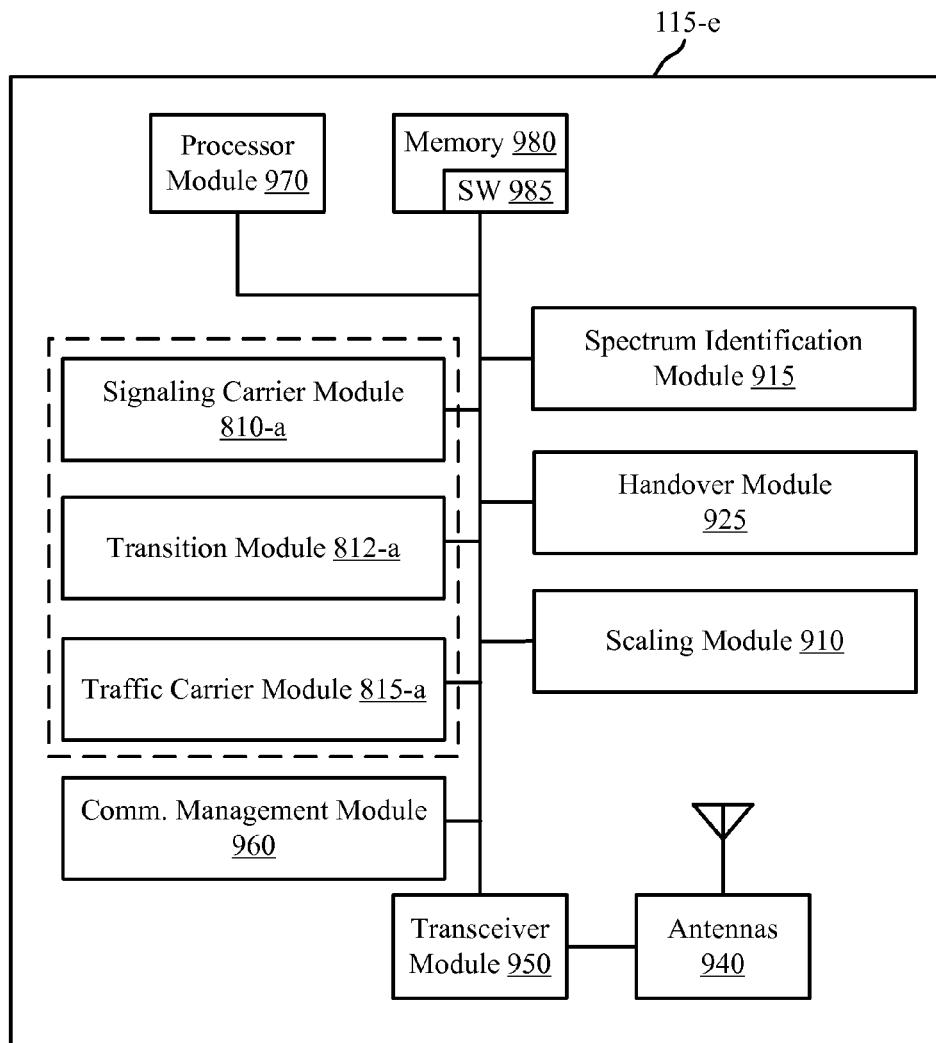 115-e
Processor
Module 970
Memory 980
SW 985
Spectrum Identification
Module 915
Signaling Carrier Module
810-a
Handover Module
925
Transition Module 812-a
Scaling Module 910
Traffic Carrier Module 815-a
Comm. Management Module
960
Transceiver
Module 950
Antennas
940